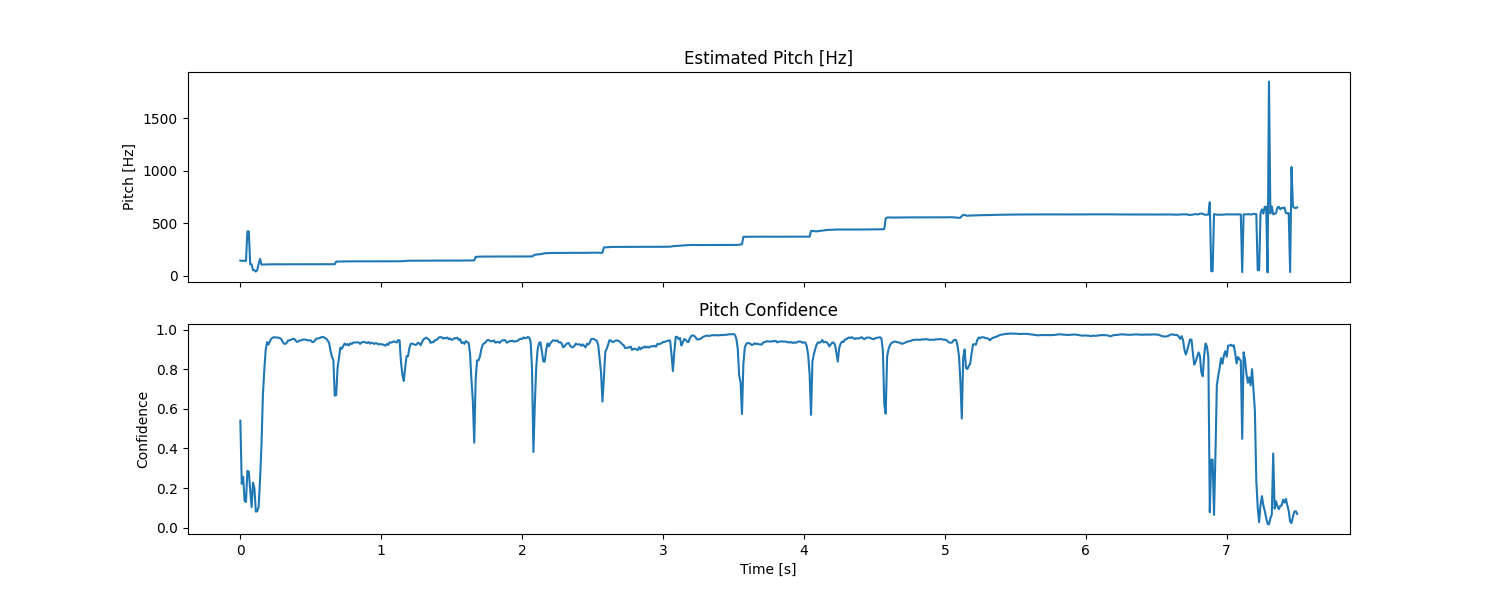 Estimated Pitch [Hz]
Pitch [Hz]
1500
1000
500
0
Pitch Confidence
Confidence
1.0
0.8
0.6
0.4
0.2
0.0
0 1 2 3 4 5 6 7
Time [s]